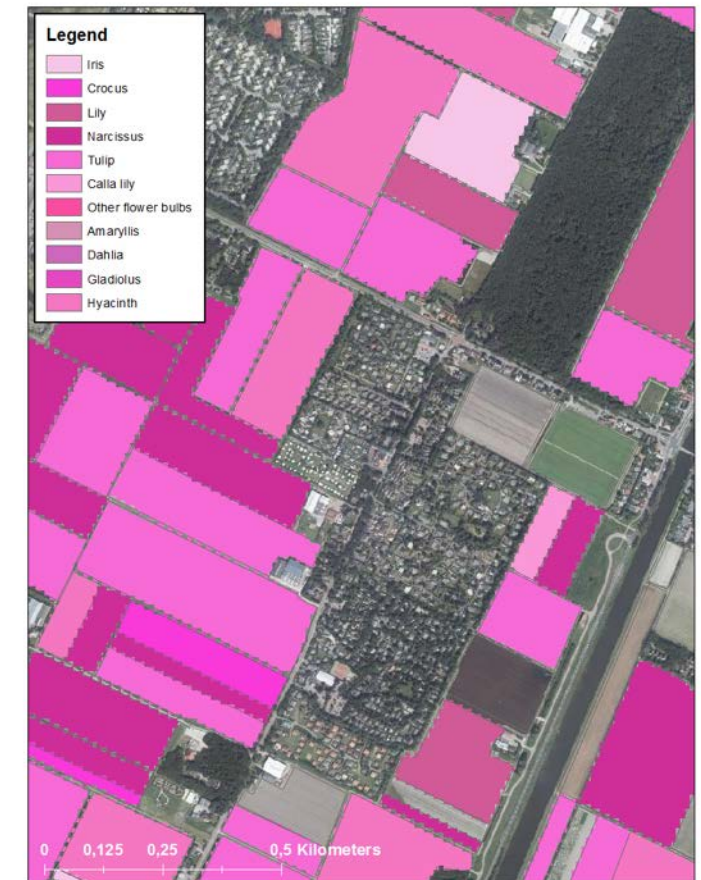 Legend
Iris
Crocus
Lily
Narcissus
Tulip
Calla lily
Other flower bulbs
Amaryllis
Dahlia
Gladiolus
Hyacinth
0 0,125 0,25 0,5 Kilometers